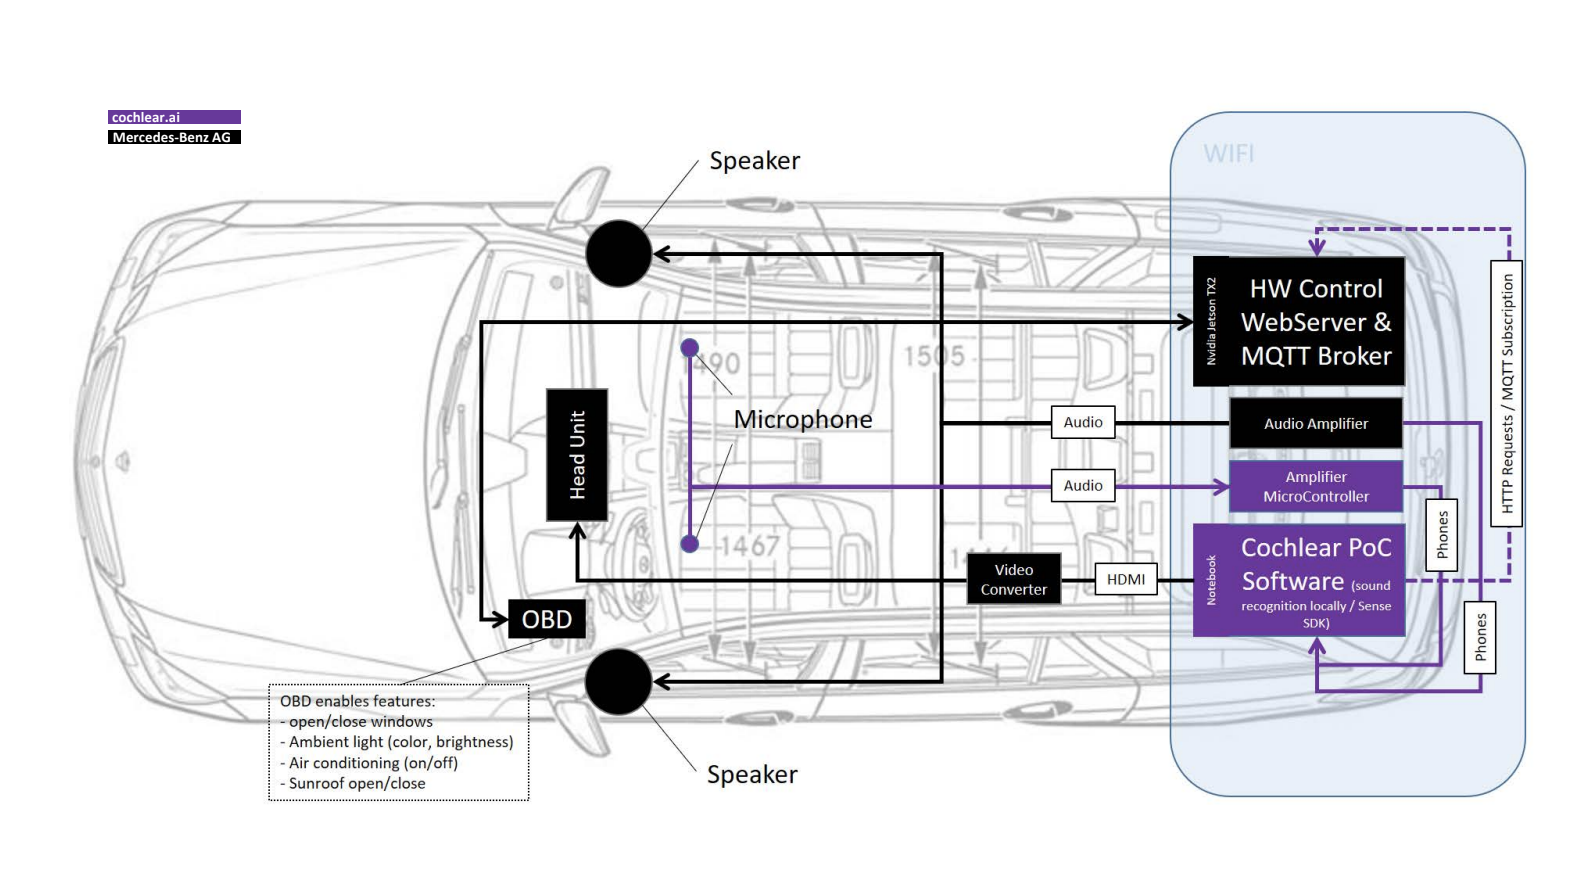 cochlear.ai
Mercedes-Benz AG
Speaker
WIFI
Nvidia Jetson TX2
HW Control
WebServer &
MQTT Broker
HTTP Requests / MQTT Subscription
1490
1505
Microphone
Head Unit
Audio
Audio Amplifier
Audio
Amplifier
MicroController
Phones
1467
Video
Converter
HDMI
Notebook
Cochlear PoC
Software (sound
recognition locally / Sense
SDK)
Phones
OBD
OBD enables features:
- open/close windows
- Ambient light (color, brightness)
- Air conditioning (on/off)
- Sunroof open/close
Speaker